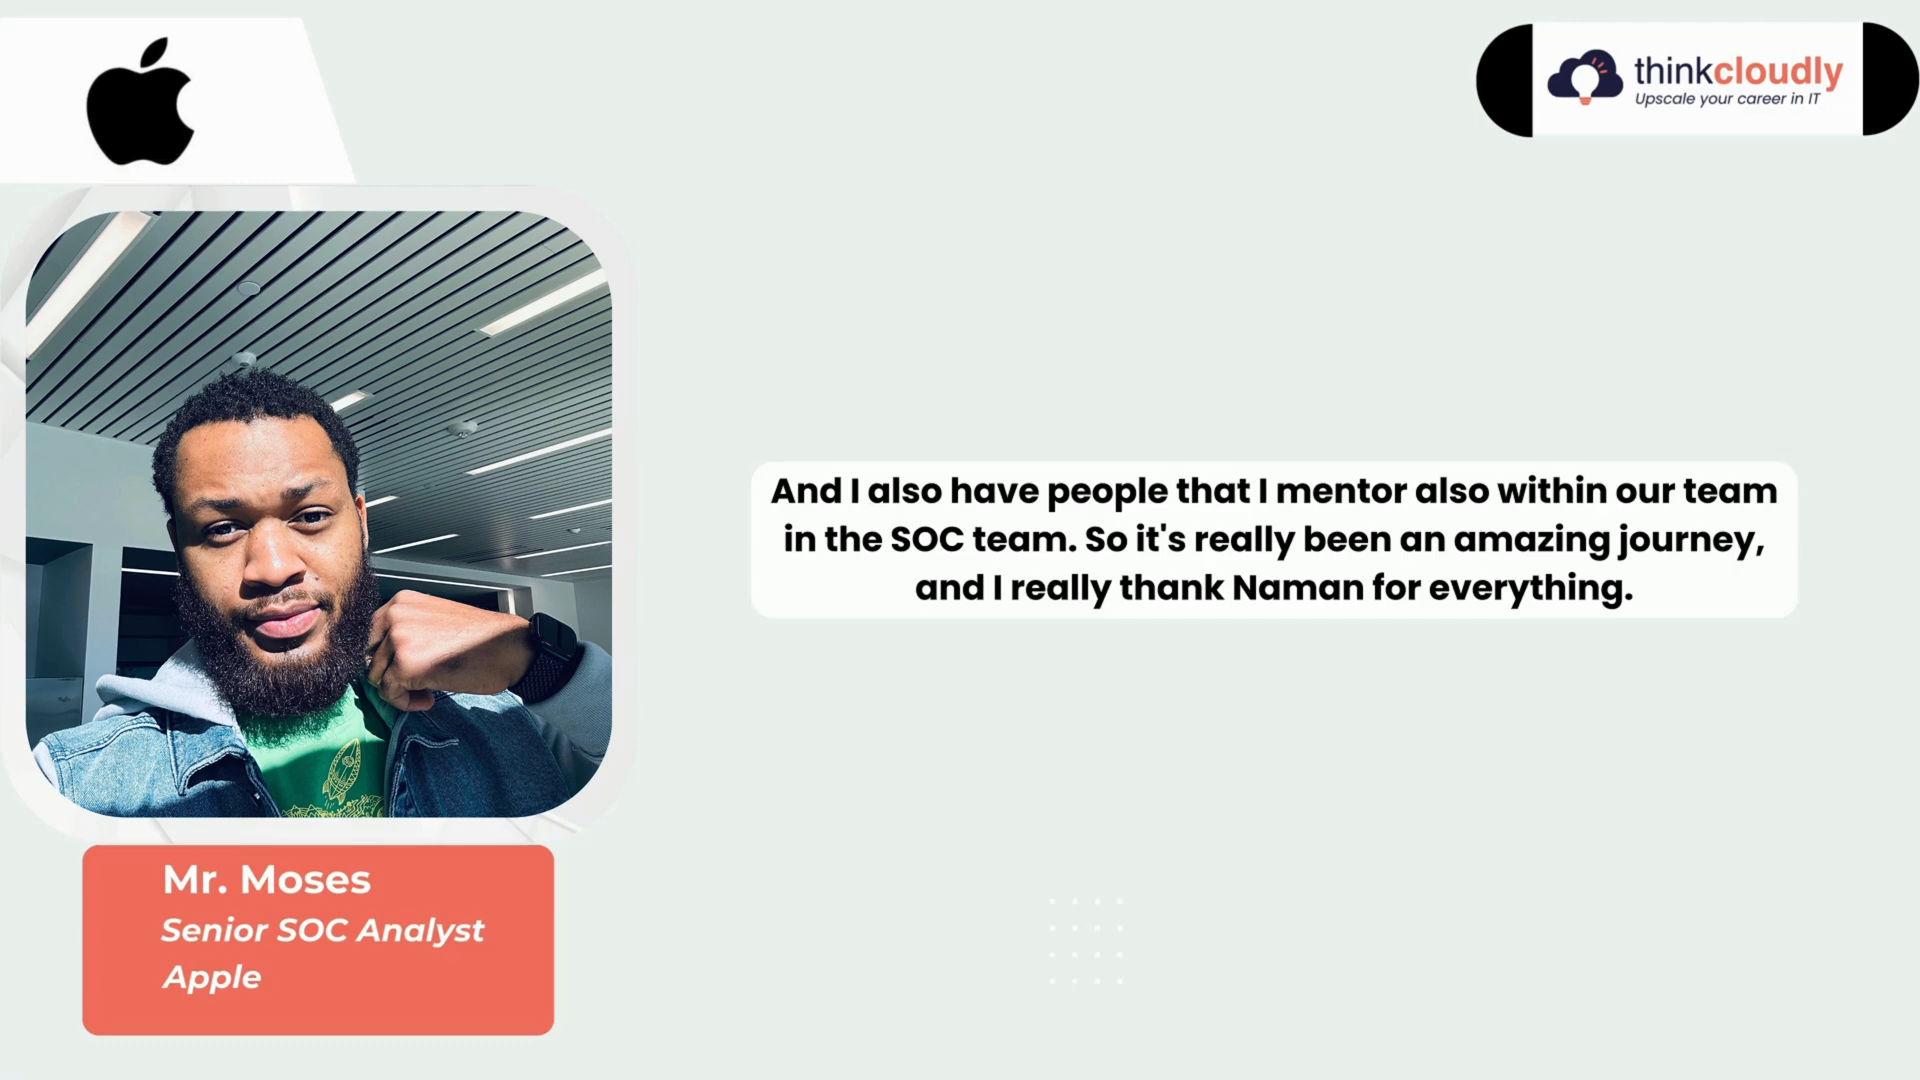 thinkcloudly
Upscale your career in IT
And I also have people that I mentor also within our team
in the SOC team. So it's really been an amazing journey,
and I really thank Naman for everything.
Mr. Moses
Senior SOC Analyst
Apple